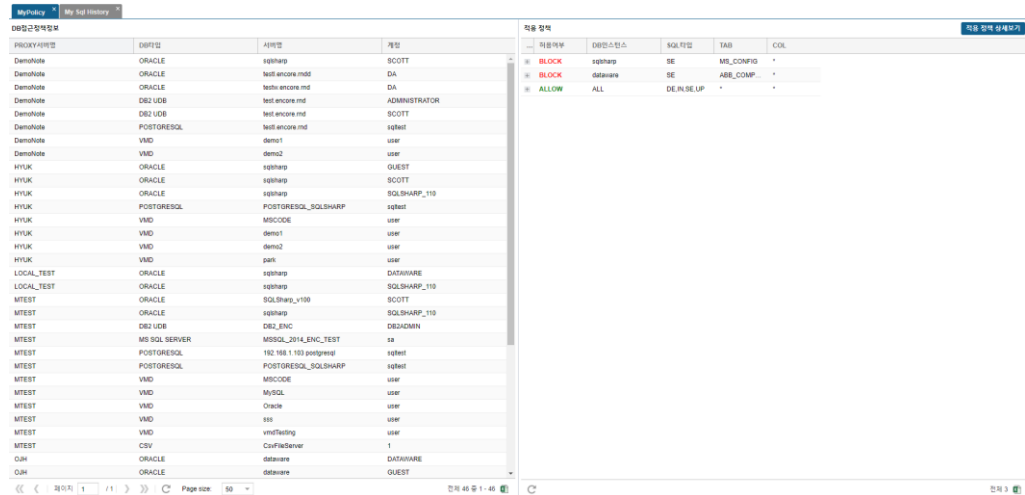 MyPolicy
My Sql History
DB접근정책정보
PROXY서버명 DB타입 서버명 계정
DemoNote ORACLE sqlsharp SCOTT
DemoNote ORACLE testl.encore.rndd DA
DemoNote ORACLE testw.encore.rnd DA
DemoNote DB2 UDB test.encore.rnd ADMINISTRATOR
DemoNote DB2 UDB test.encore.rnd SCOTT
DemoNote POSTGRESQL testl.encore.rnd sqltest
DemoNote VMD demo1 user
DemoNote VMD demo2 user
HYUK ORACLE sqlsharp GUEST
HYUK ORACLE sqlsharp SCOTT
HYUK ORACLE sqlsharp SQLSHARP_110
HYUK POSTGRESQL POSTGRESQL_SQLSHARP sqltest
HYUK VMD MSCODE user
HYUK VMD demo1 user
HYUK VMD demo2 user
HYUK VMD park user
LOCAL_TEST ORACLE sqlsharp DATAWARE
LOCAL_TEST ORACLE sqlsharp SQLSHARP_110
MTEST ORACLE SQLSharp_v100 SCOTT
MTEST ORACLE sqlsharp SQLSHARP_110
MTEST DB2 UDB DB2_ENC DB2ADMIN
MTEST MS SQL SERVER MSSQL_2014_ENC_TEST sa
MTEST POSTGRESQL 192.168.1.103 postgresql sqltest
MTEST POSTGRESQL POSTGRESQL_SQLSHARP sqltest
MTEST VMD MSCODE user
MTEST VMD MySQL user
MTEST VMD Oracle user
MTEST VMD sss user
MTEST VMD vmdTesting user
MTEST CSV CsvFileServer 1
OJH ORACLE dataware DATAWARE
OJH ORACLE dataware GUEST
페이지 1 / 1 Page size: 50 전체 46 중 1 - 46
적용 정책 적용 정책 상세보기
... 허용여부 DB인스턴스 SQL타입 TAB COL
BLOCK sqlsharp SE MS_CONFIG *
BLOCK dataware SE ABB_COMP... *
ALLOW ALL DE,IN,SE,UP * *
전체 3